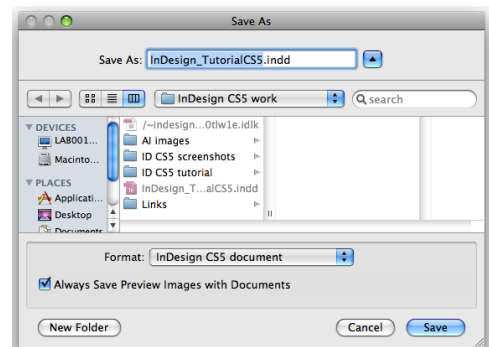 Save As
Save As: InDesign_TutorialCS5.indd
InDesign CS5 work
search
DEVICES
LAB001...
Macinto...
PLACES
Applicati...
Desktop
Documents
/~indesign...0tlw1e.idlk
AI images
ID CS5 screenshots
ID CS5 tutorial
InDesign_T...alCS5.indd
Links
Format: InDesign CS5 document
Always Save Preview Images with Documents
New Folder
Cancel
Save